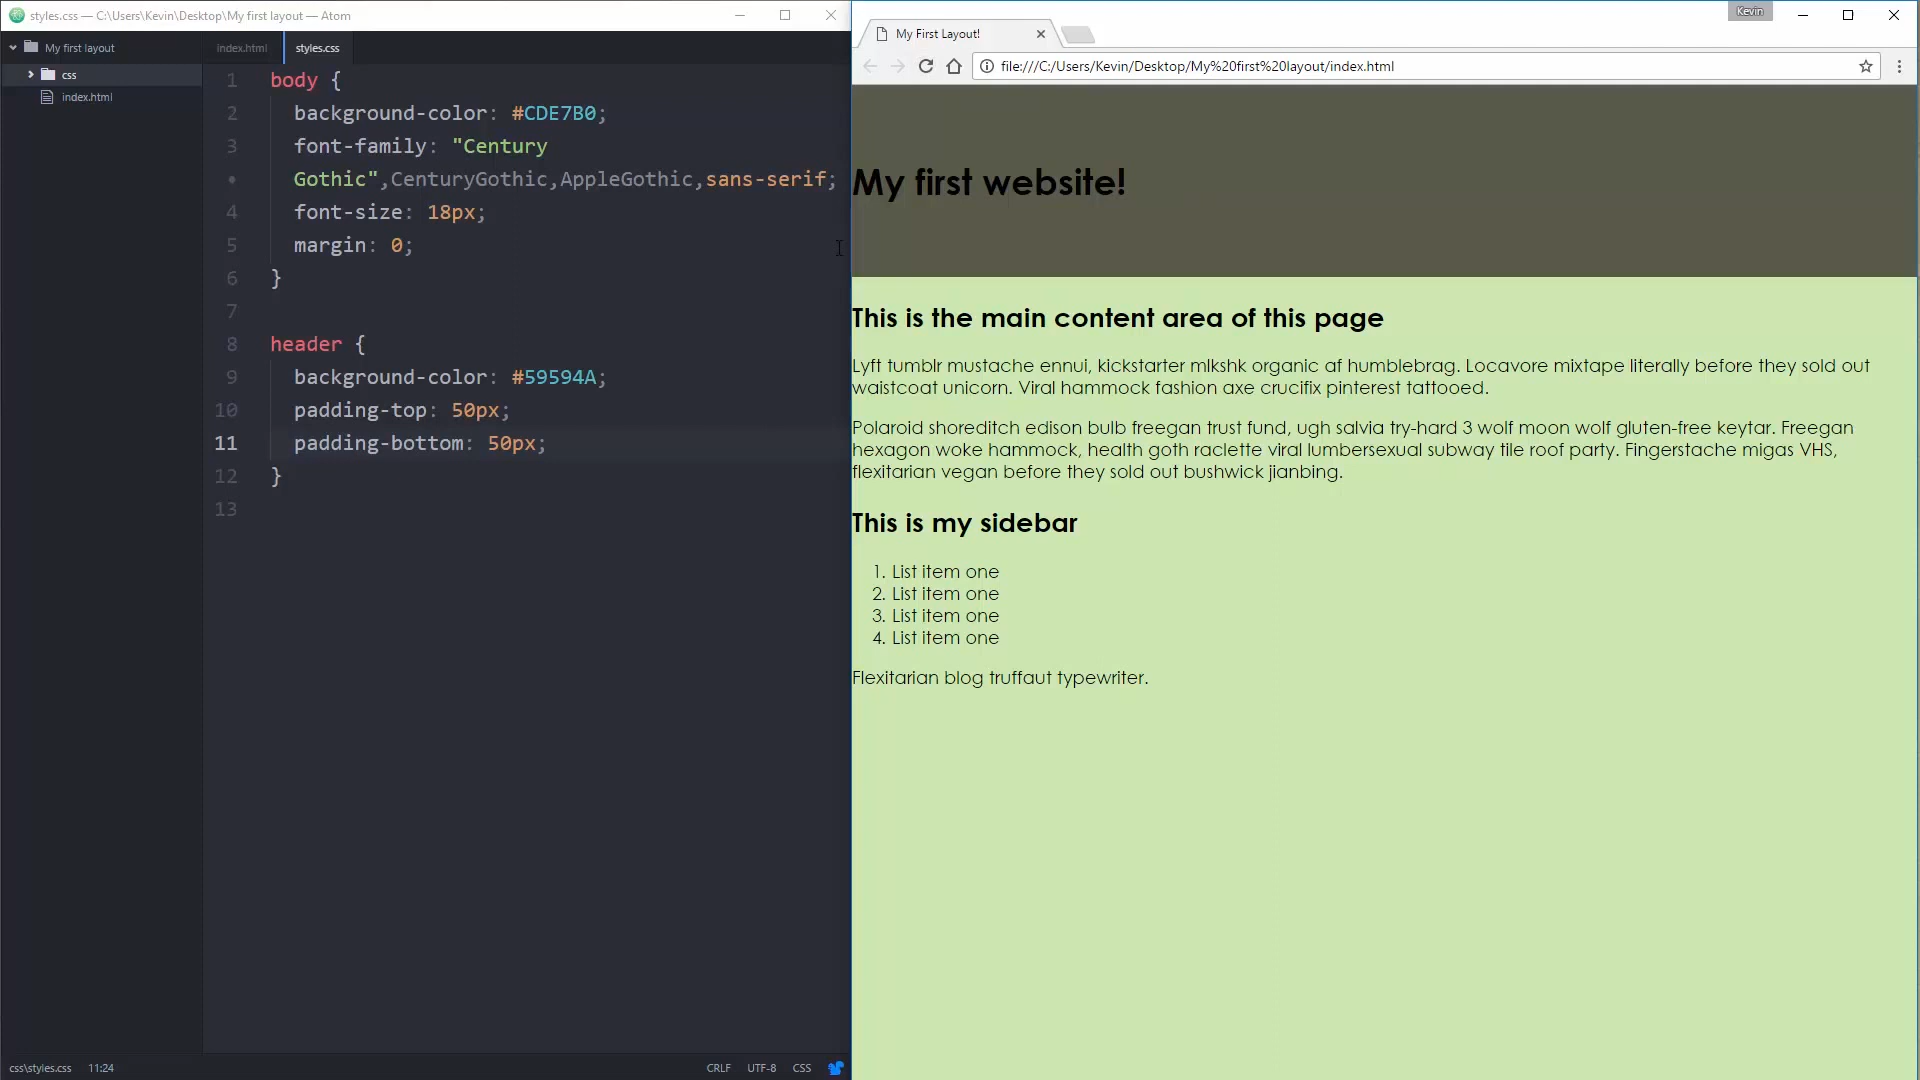 styles.css — C:\Users\Kevin\Desktop\My first layout — Atom
My first layout
css
index.html
index.html
styles.css
1 body {
2 background-color: #CDE7B0;
3 font-family: "Century
• Gothic",CenturyGothic,AppleGothic,sans-serif;
4 font-size: 18px;
5 margin: 0;
6 }
7
8 header {
9 background-color: #59594A;
10 padding-top: 50px;
11 padding-bottom: 50px;
12 }
13
css\styles.css 11:24
CRLF UTF-8 CSS
Kevin
My First Layout!
file:///C:/Users/Kevin/Desktop/My%20first%20layout/index.html
My first website!
This is the main content area of this page
Lyft tumblr mustache ennui, kickstarter mlkshk organic af humblebrag. Locavore mixtape literally before they sold out
waistcoat unicorn. Viral hammock fashion axe crucifix pinterest tattooed.
Polaroid shoreditch edison bulb freegan trust fund, ugh salvia try-hard 3 wolf moon wolf gluten-free keytar. Freegan
hexagon woke hammock, health goth raclette viral lumbersexual subway tile roof party. Fingerstache migas VHS,
flexitarian vegan before they sold out bushwick jianbing.
This is my sidebar
1. List item one
2. List item one
3. List item one
4. List item one
Flexitarian blog truffaut typewriter.